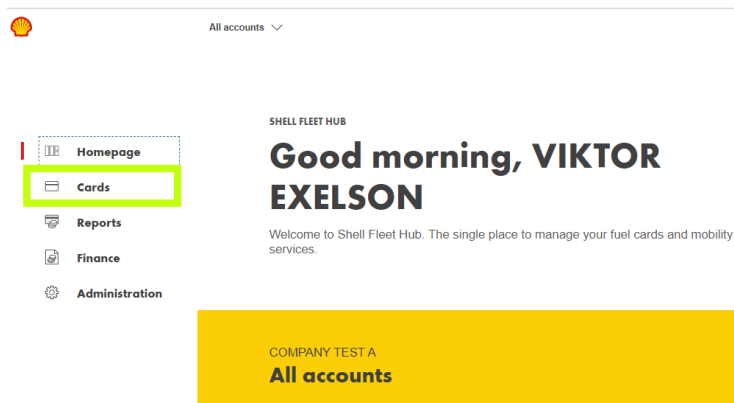 All accounts
SHELL FLEET HUB
Homepage
Cards
Reports
Finance
Administration
Good morning, VIKTOR
EXELSON
Welcome to Shell Fleet Hub. The single place to manage your fuel cards and mobility
services.
COMPANY TEST A
All accounts